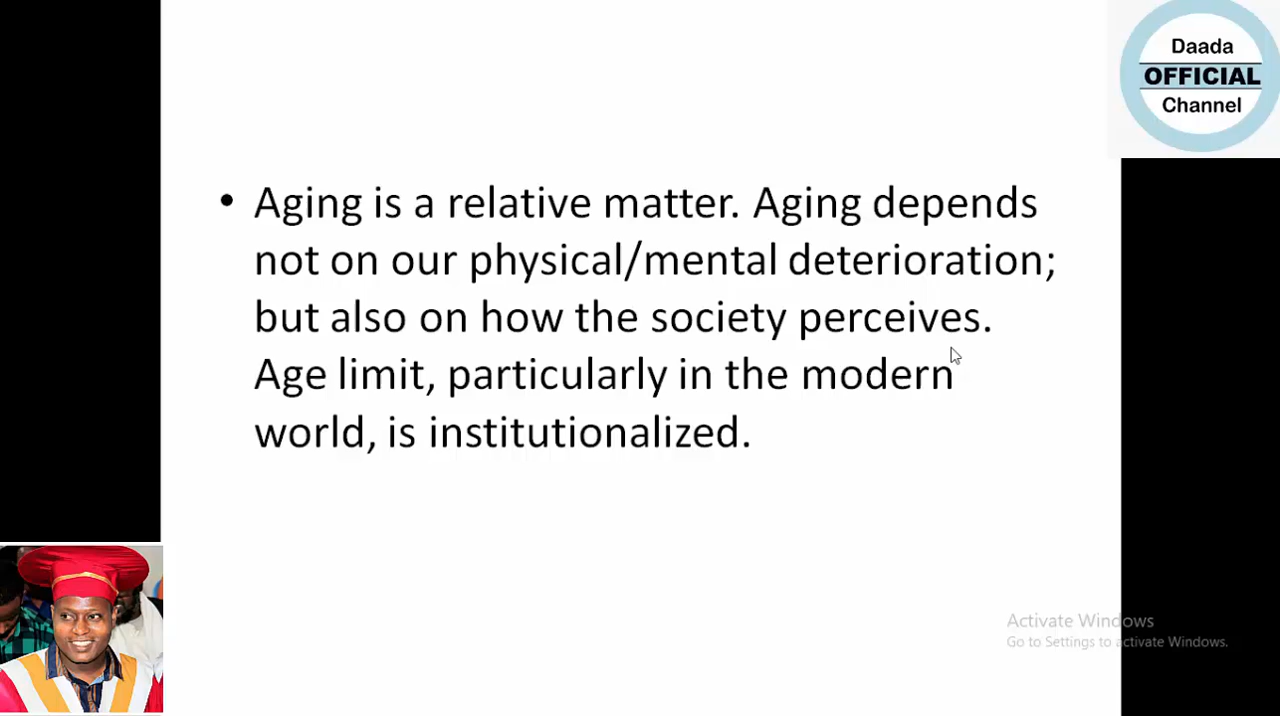 Daada
OFFICIAL
Channel
• Aging is a relative matter. Aging depends
not on our physical/mental deterioration;
but also on how the society perceives.
Age limit, particularly in the modern
world, is institutionalized.
Activate Windows
Go to Settings to activate Windows.